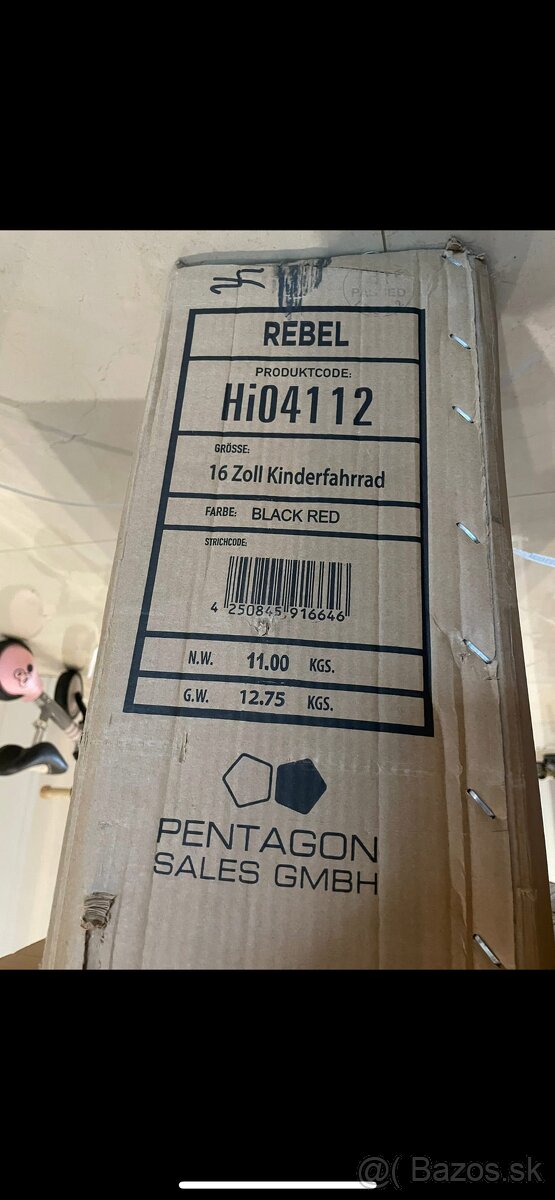 REBEL
PRODUKTCODE:
Hi04112
GRÖSSE:
16 Zoll Kinderfahrrad
FARBE: BLACK RED
STRICHCODE:
4 250845 916646
N.W. 11.00 KGS.
G.W. 12.75 KGS.
PENTAGON
SALES GMBH
@( Bazos.sk